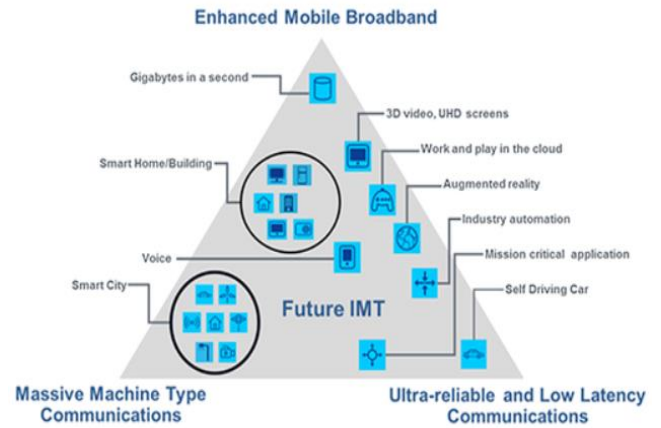 Enhanced Mobile Broadband
Gigabytes in a second
3D video, UHD screens
Work and play in the cloud
Smart Home/Building
Augmented reality
Industry automation
Mission critical application
Voice
Smart City
Self Driving Car
Future IMT
Massive Machine Type
Communications
Ultra-reliable and Low Latency
Communications